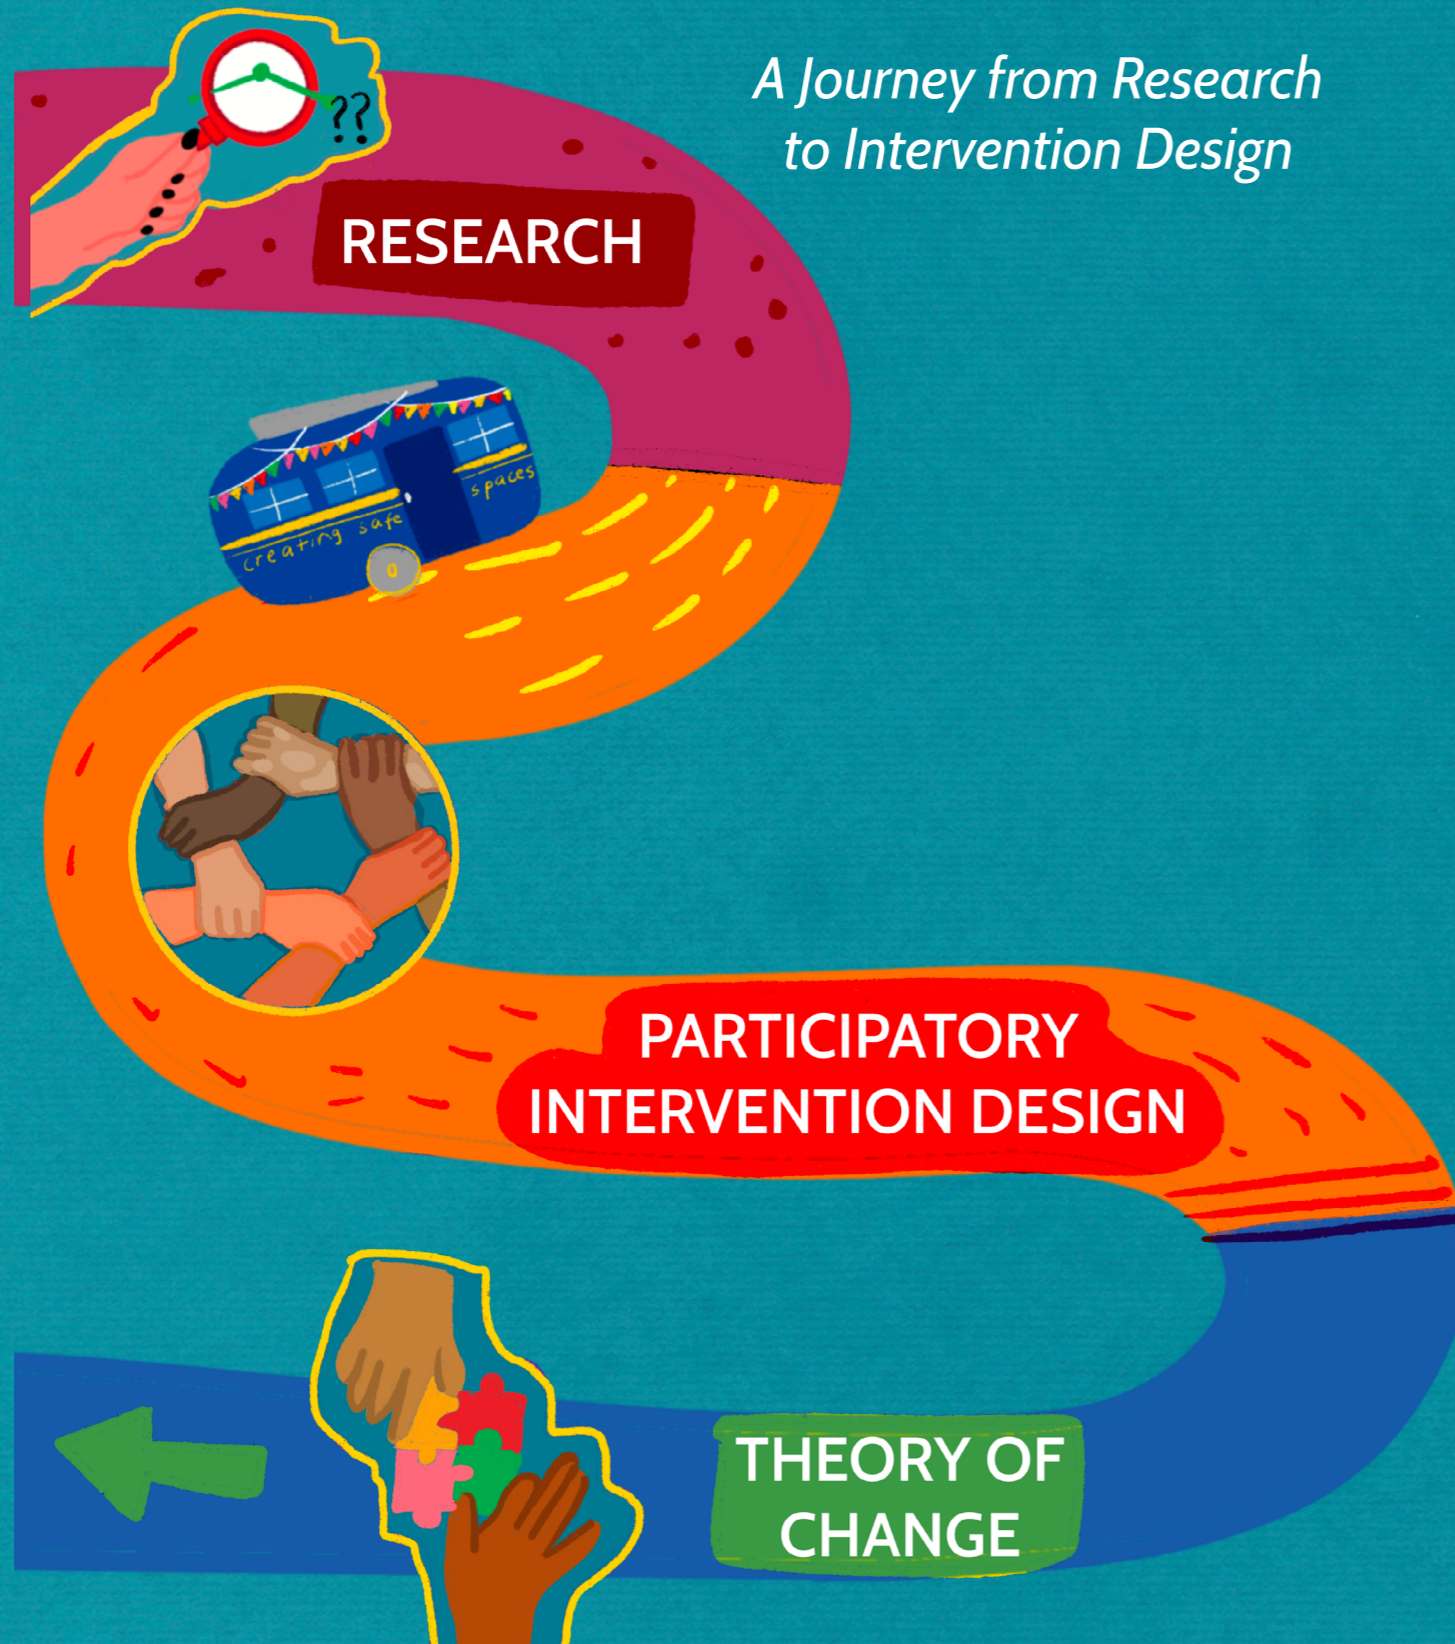 A Journey from Research
to Intervention Design
??
RESEARCH
creating safe spaces
PARTICIPATORY
INTERVENTION DESIGN
THEORY OF
CHANGE